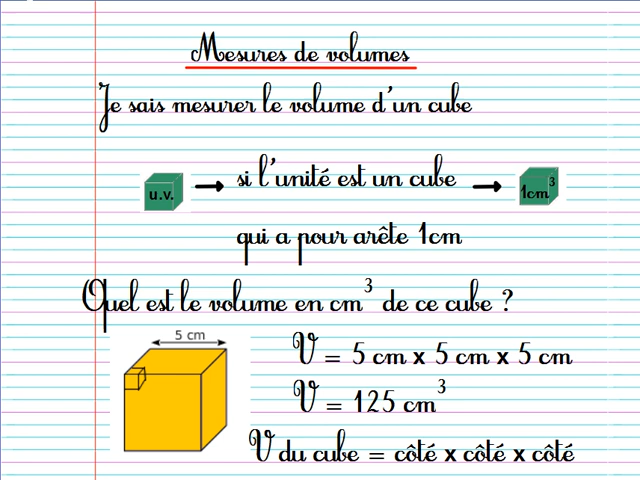 Mesures de volumes
Je sais mesurer le volume d'un cube
u.v. → si l'unité est un cube → 1cm³
qui a pour arête 1cm
Quel est le volume en cm³ de ce cube ?
5 cm
V = 5 cm x 5 cm x 5 cm
V = 125 cm³
V du cube = côté x côté x côté